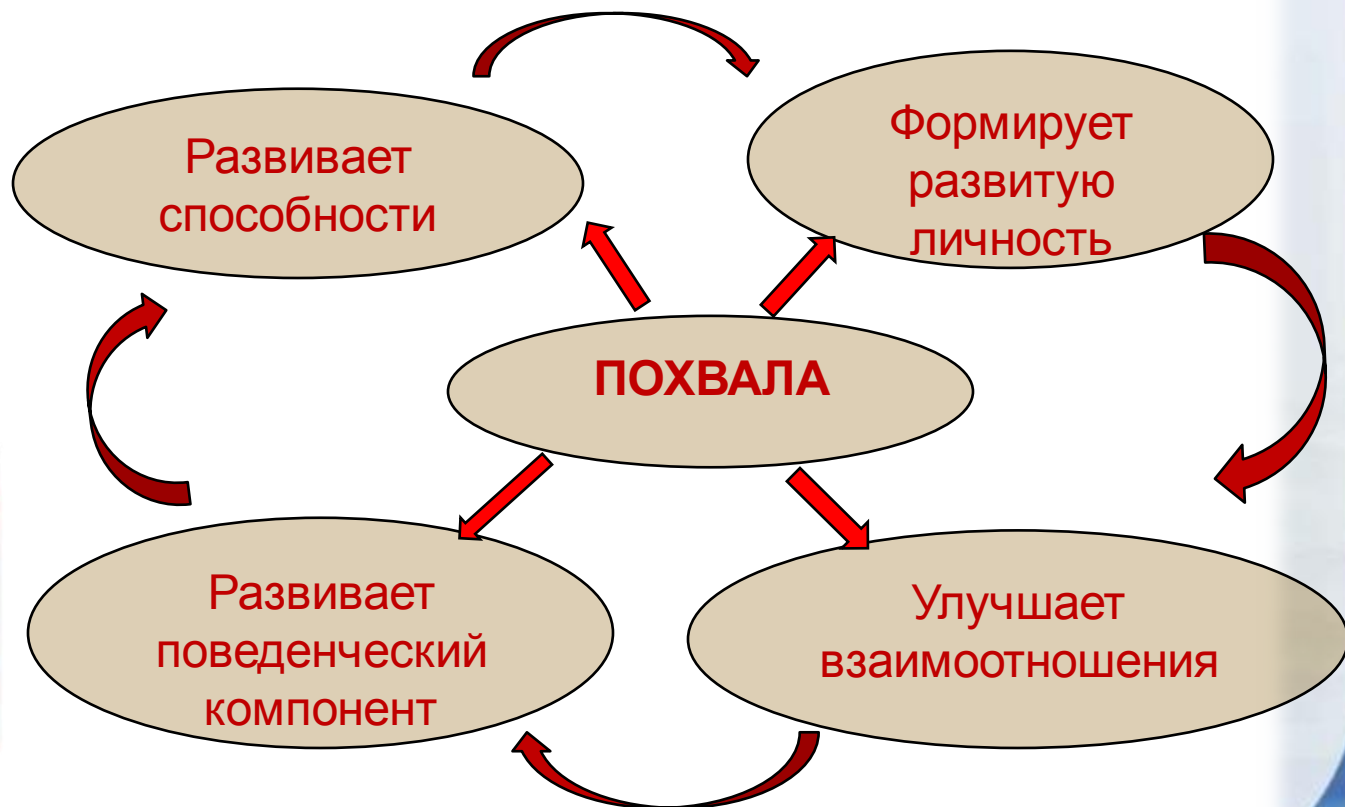 Развивает
способности
Формирует
развитую
личность
ПОХВАЛА
Развивает
поведенческий
компонент
Улучшает
взаимоотношения